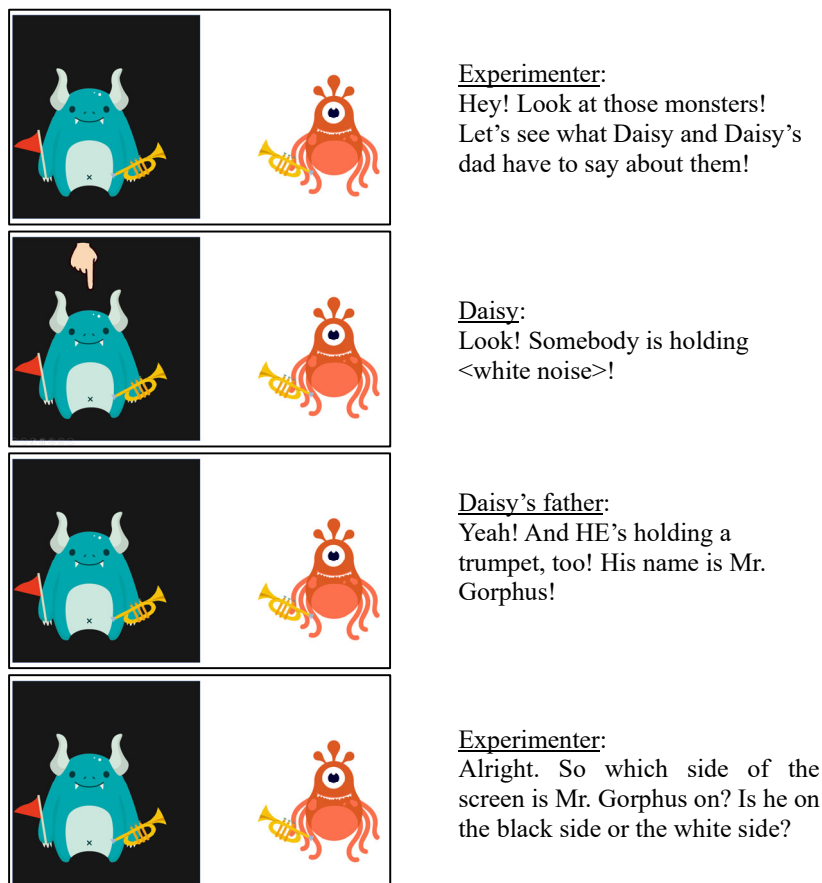 Experimenter:
Hey! Look at those monsters!
Let’s see what Daisy and Daisy’s
dad have to say about them!
Daisy:
Look! Somebody is holding
<white noise>!
Daisy’s father:
Yeah! And HE’s holding a
trumpet, too! His name is Mr.
Gorphus!
Experimenter:
Alright. So which side of the
screen is Mr. Gorphus on? Is he on
the black side or the white side?